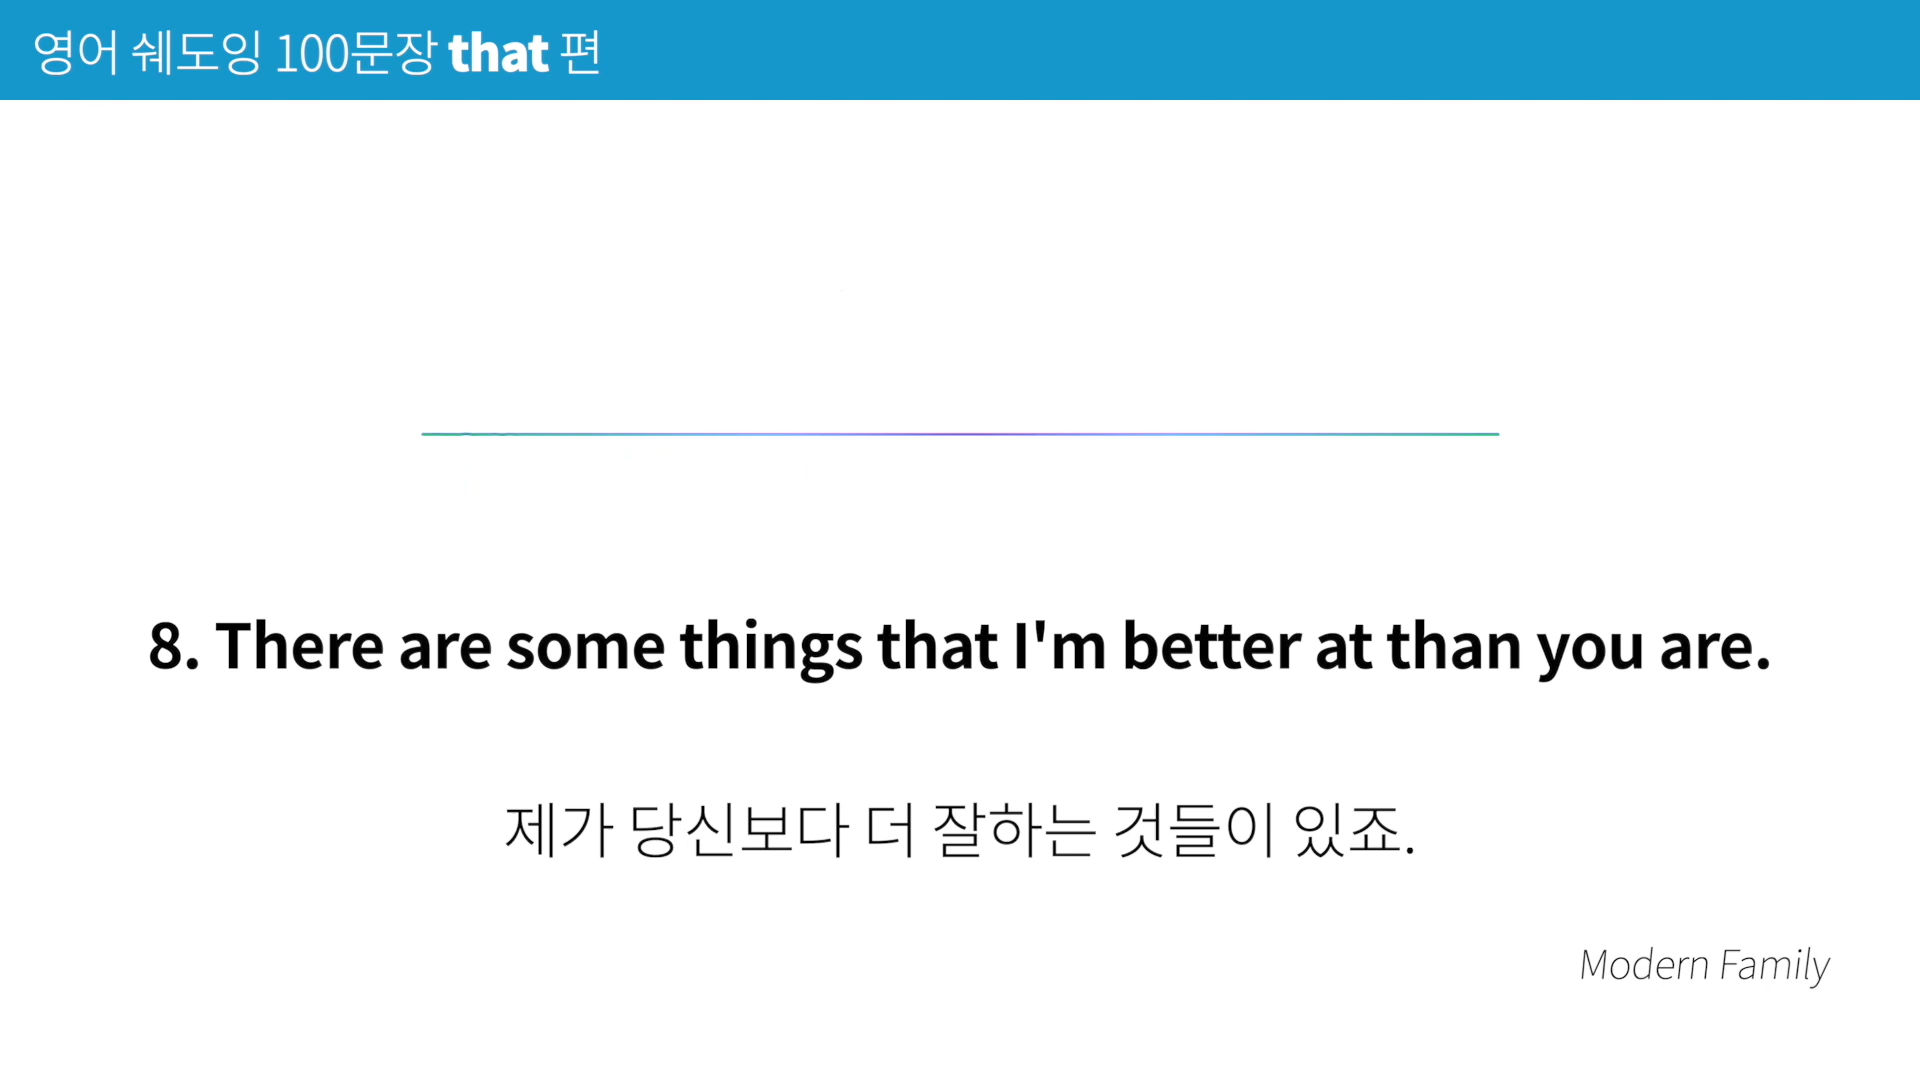 영어 쉐도잉 100문장 that 편
8. There are some things that I'm better at than you are.
제가 당신보다 더 잘하는 것들이 있죠.
Modern Family